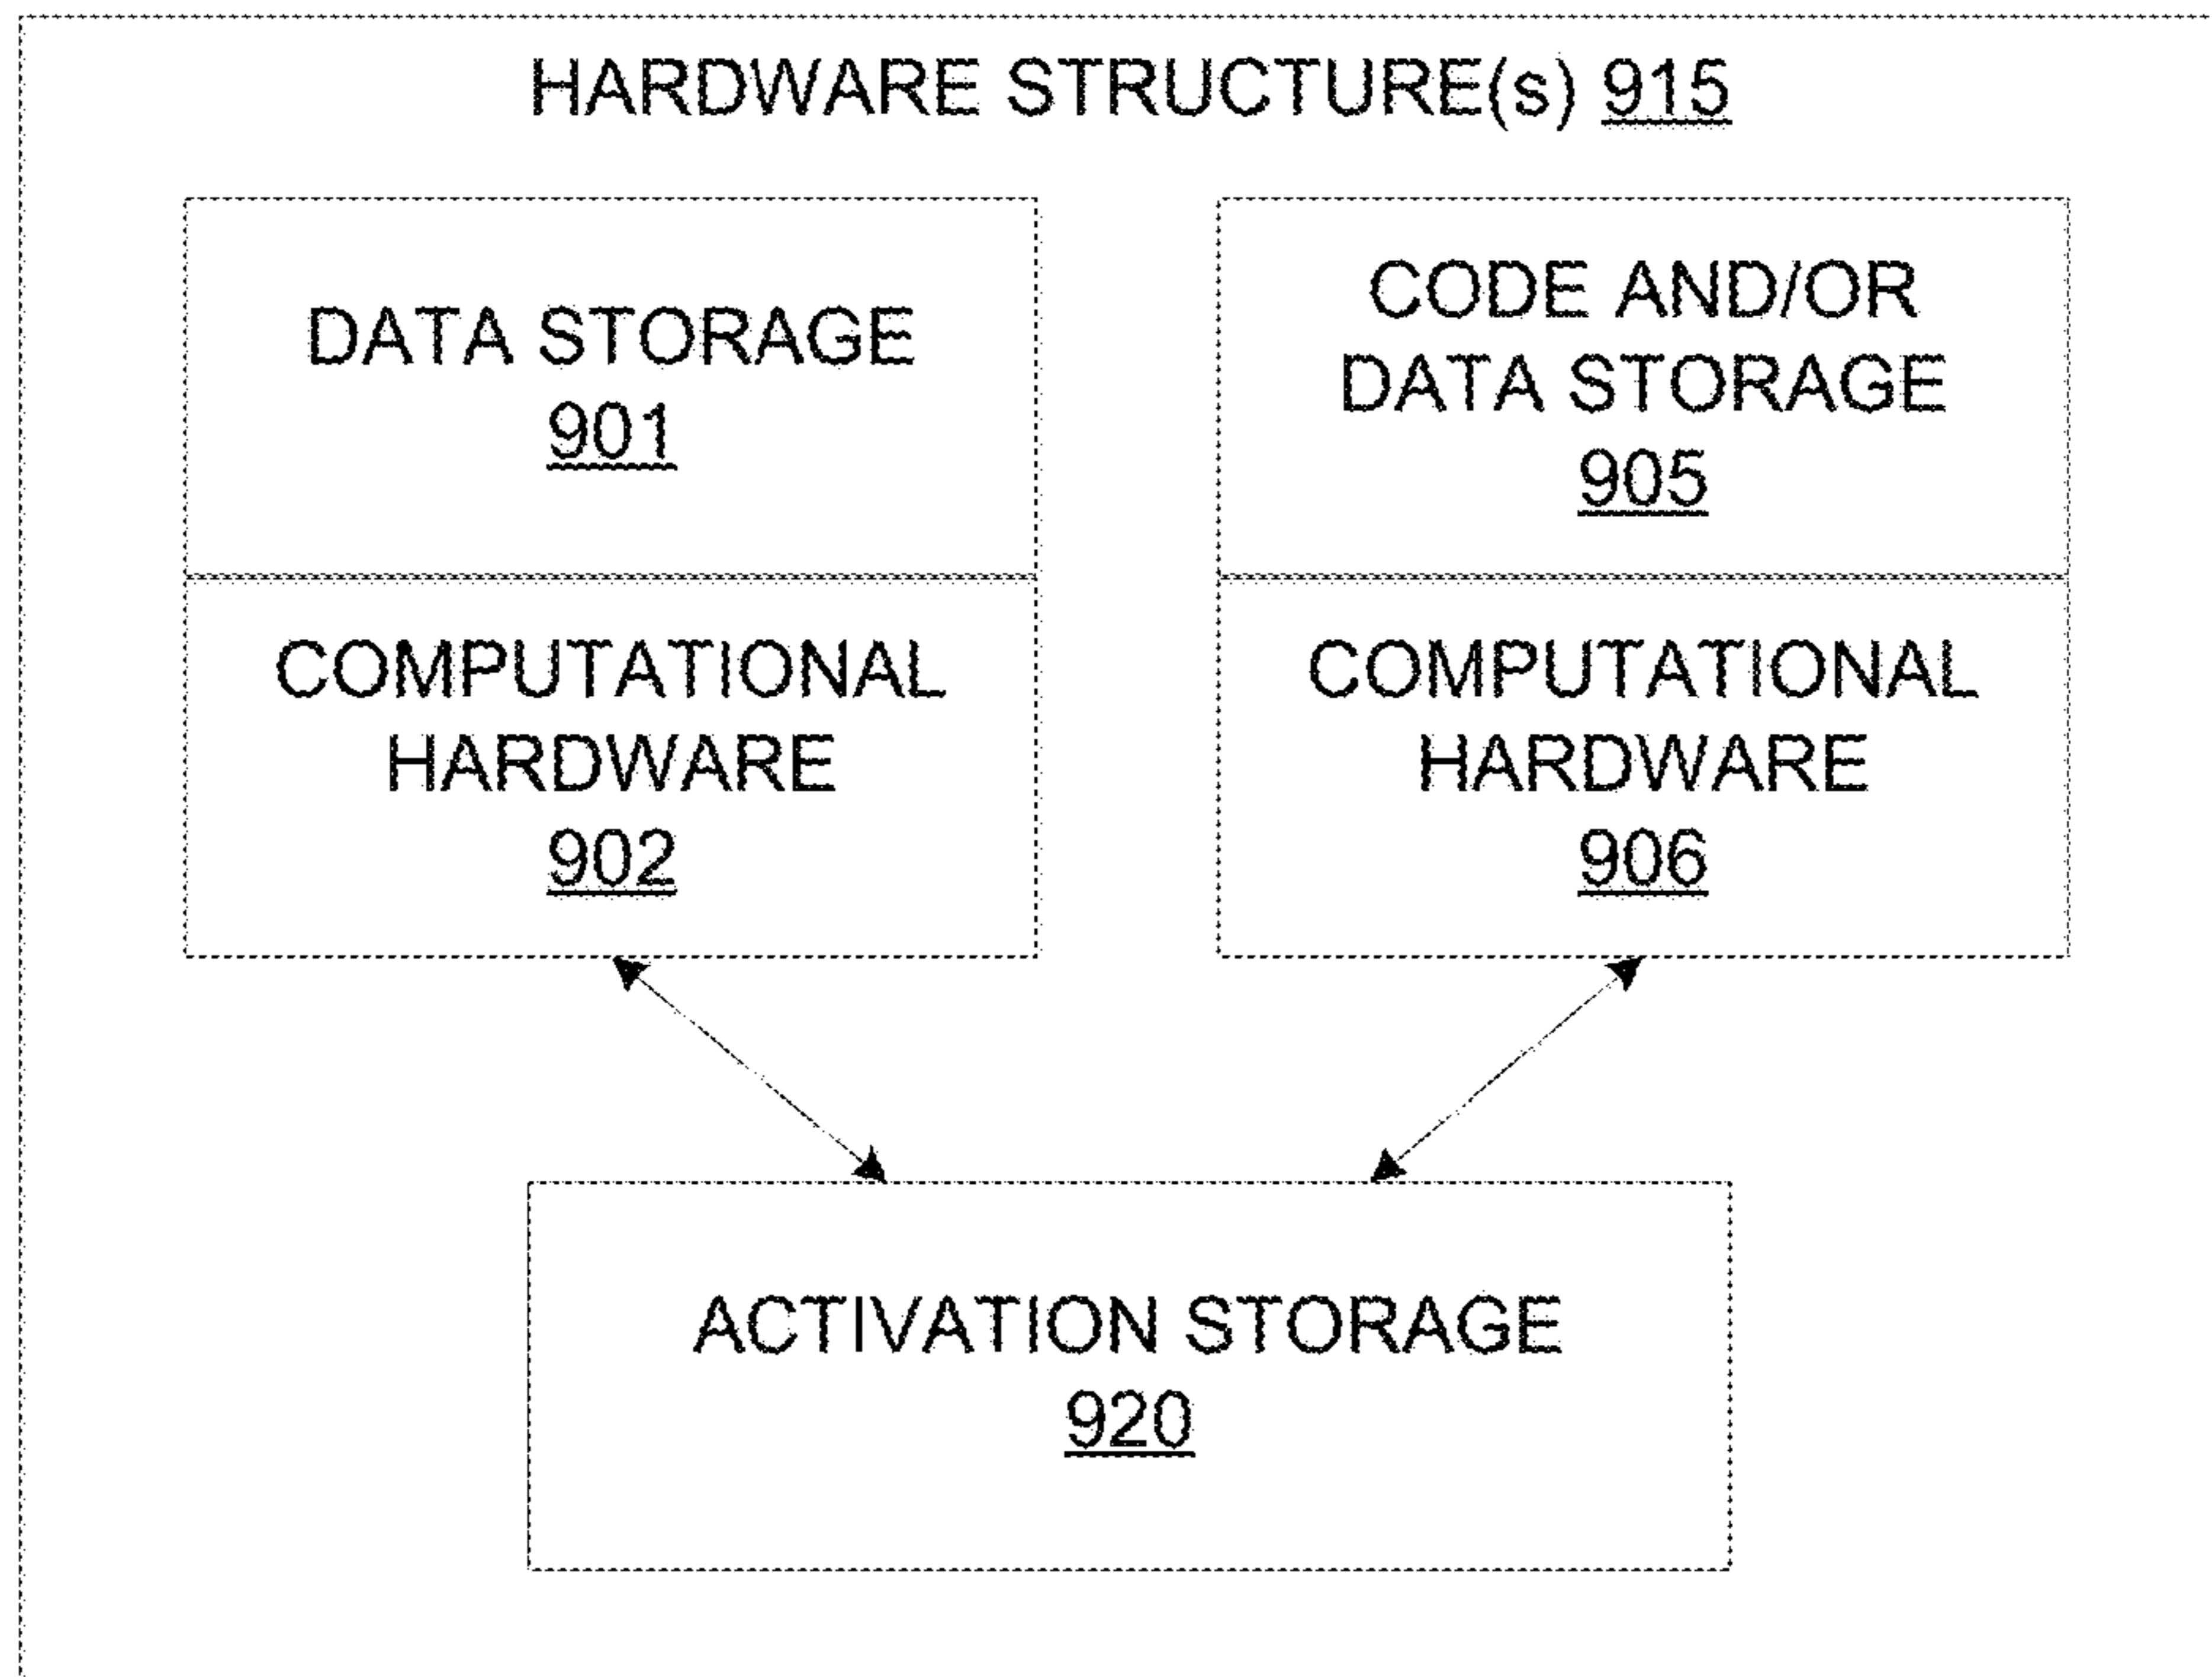 HARDWARE STRUCTURE(s) 915
DATA STORAGE
901
COMPUTATIONAL
HARDWARE
902
CODE AND/OR
DATA STORAGE
905
COMPUTATIONAL
HARDWARE
906
ACTIVATION STORAGE
920